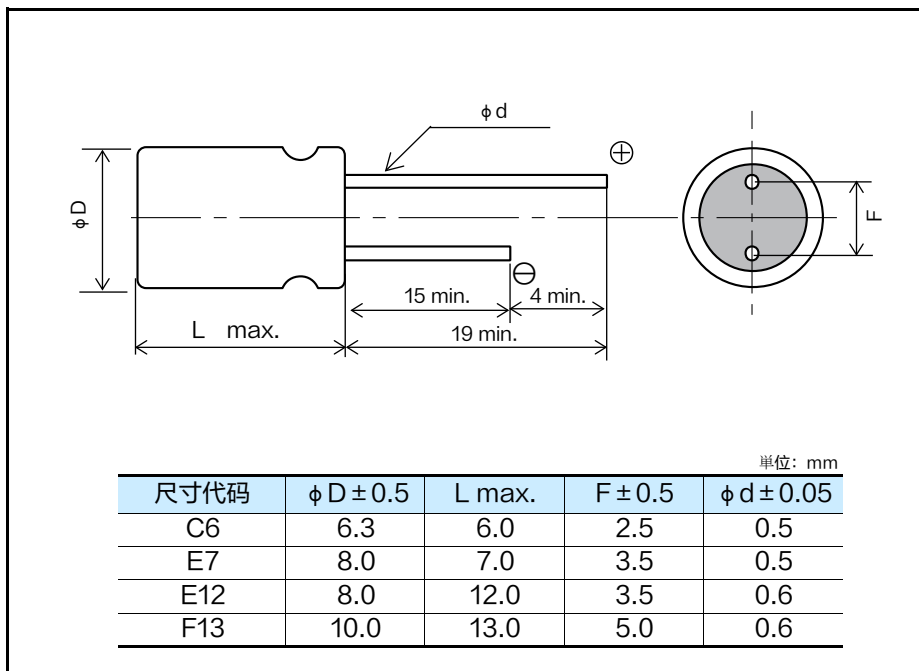 φd
⊕
φD
F
⊖
15 min.
4 min.
L max.
19 min.
単位：mm
尺寸代码 φD±0.5 L max. F±0.5 φd±0.05
C6 6.3 6.0 2.5 0.5
E7 8.0 7.0 3.5 0.5
E12 8.0 12.0 3.5 0.6
F13 10.0 13.0 5.0 0.6